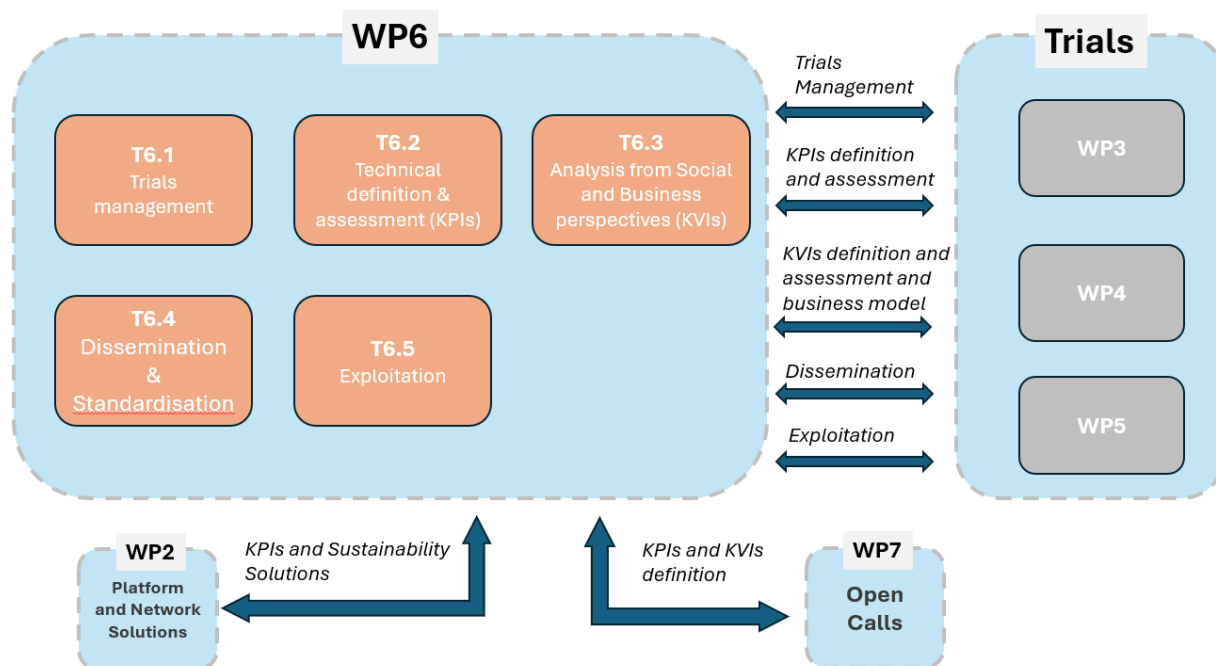 WP6
T6.1
Trials
management
T6.2
Technical
definition &
assessment (KPIs)
T6.3
Analysis from Social
and Business
perspectives (KVIs)
T6.4
Dissemination
&
Standardisation
T6.5
Exploitation
Trials
Management
KPIs definition
and assessment
KVIs definition and
assessment and
business model
Dissemination
Exploitation
Trials
WP3
WP4
WP5
WP2
Platform
and Network
Solutions
KPIs and Sustainability
Solutions
KPIs and KVIs
definition
WP7
Open
Calls